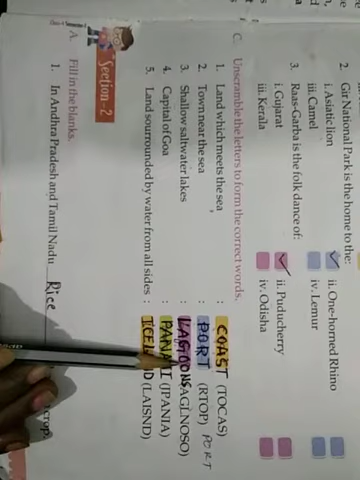 2. Gir National Park is the home to the:
i. Asiatic lion ii. One-horned Rhino
iii. Camel iv. Lemur
3. Raas-Garba is the folk dance of:
i. Gujarat ii. Puducherry
iii. Kerala iv. Odisha
C. Unscramble the letters to form the correct words.
1. Land which meets the sea : COAST (TOCAS)
2. Town near the sea : PORT (RTOP) PORT
3. Shallow saltwater lakes : LAGOONS (AGLNOSO)
4. Capital of Goa : (JPANIA)
5. Land sourrounded by water from all sides : (LAISND)
Section-2
A. Fill in the blanks.
1. In Andhra Pradesh and Tamil Nadu Rice crop.